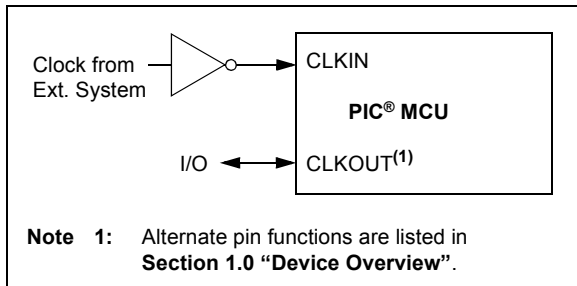 Clock from
Ext. System
CLKIN
PIC® MCU
I/O
CLKOUT(1)
Note 1: Alternate pin functions are listed in
Section 1.0 “Device Overview”.